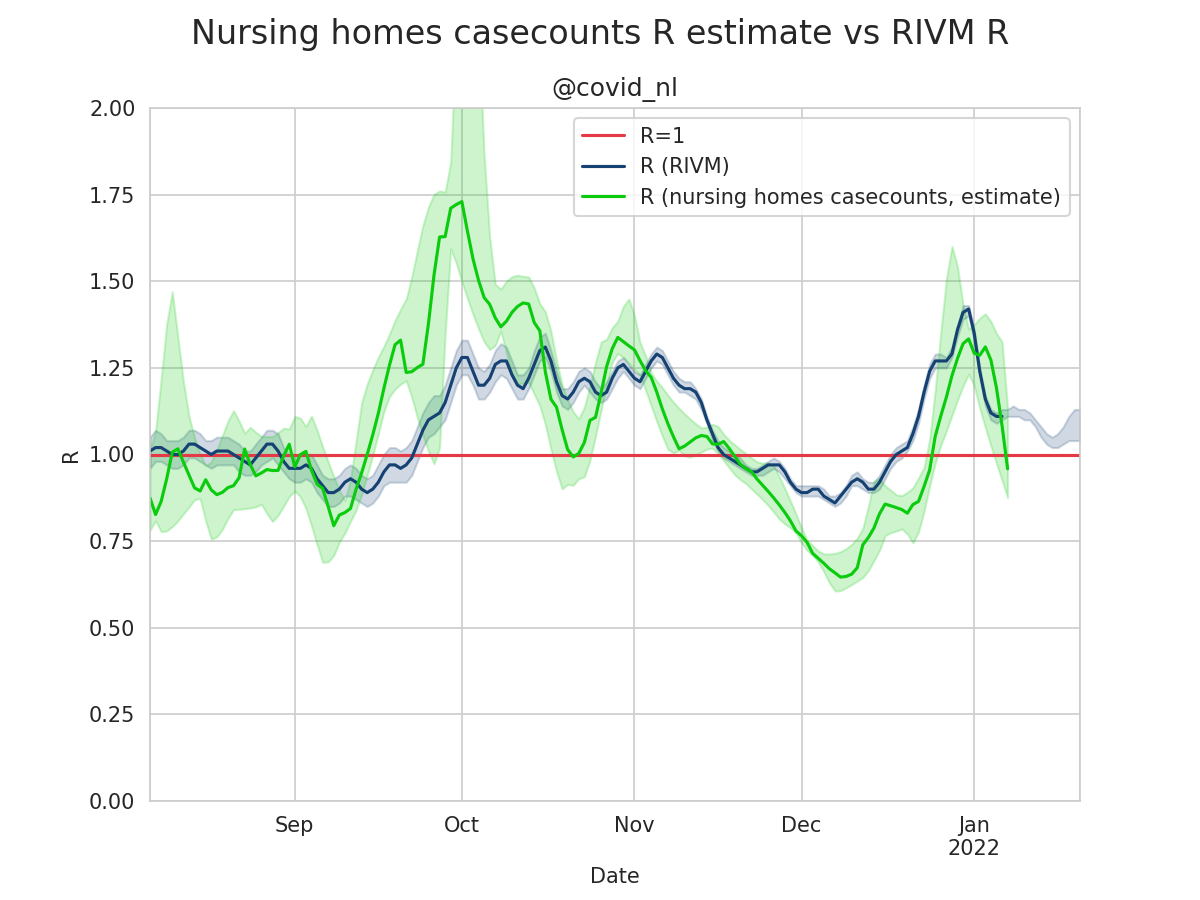 Nursing homes casecounts R estimate vs RIVM R
@covid_nl
R=1
R (RIVM)
R (nursing homes casecounts, estimate)
2.00
1.75
1.50
1.25
1.00
0.75
0.50
0.25
0.00
R
Sep
Oct
Nov
Dec
Jan
2022
Date